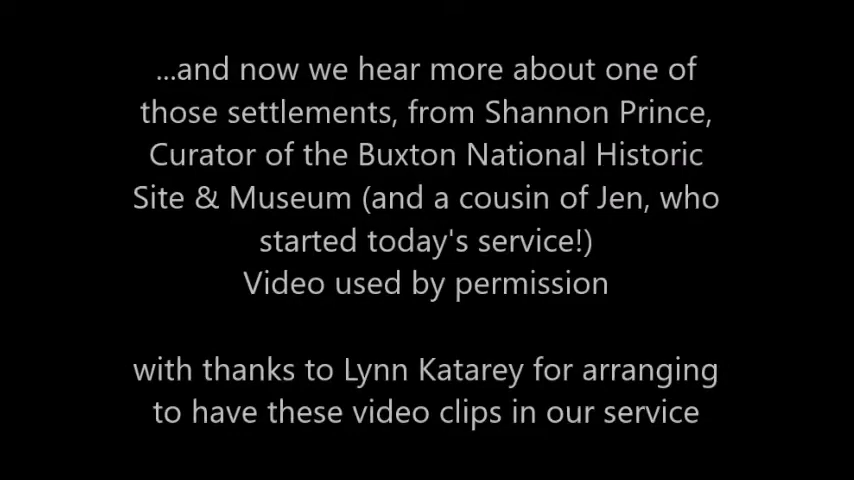 ...and now we hear more about one of
those settlements, from Shannon Prince,
Curator of the Buxton National Historic
Site & Museum (and a cousin of Jen, who
started today's service!)
Video used by permission
with thanks to Lynn Katarey for arranging
to have these video clips in our service